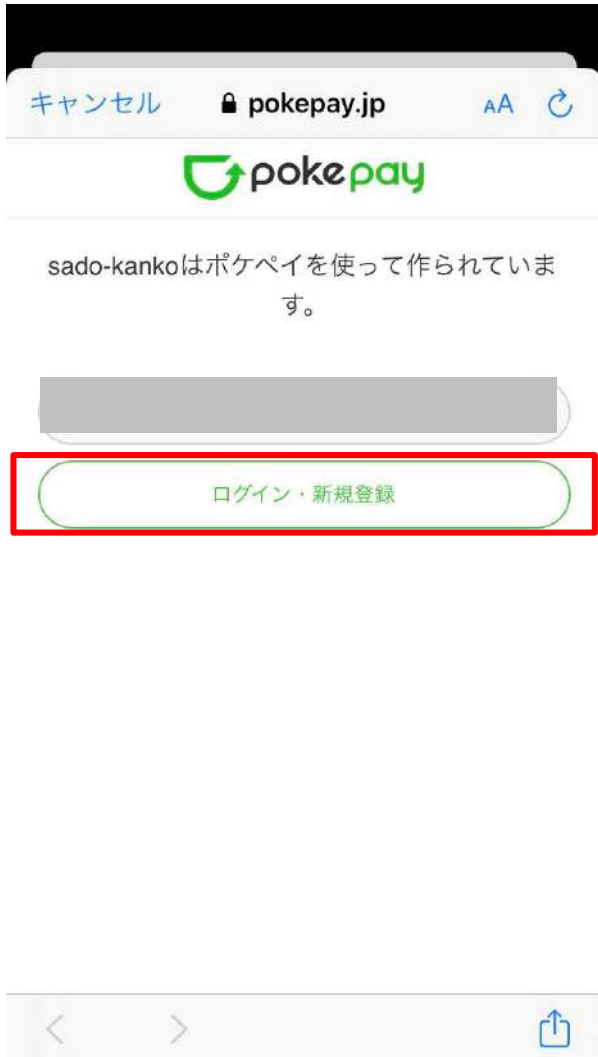 キャンセル pokepay.jp AA
pokepay
sado-kankoはポケペイを使って作られていま
す。
ログイン・新規登録